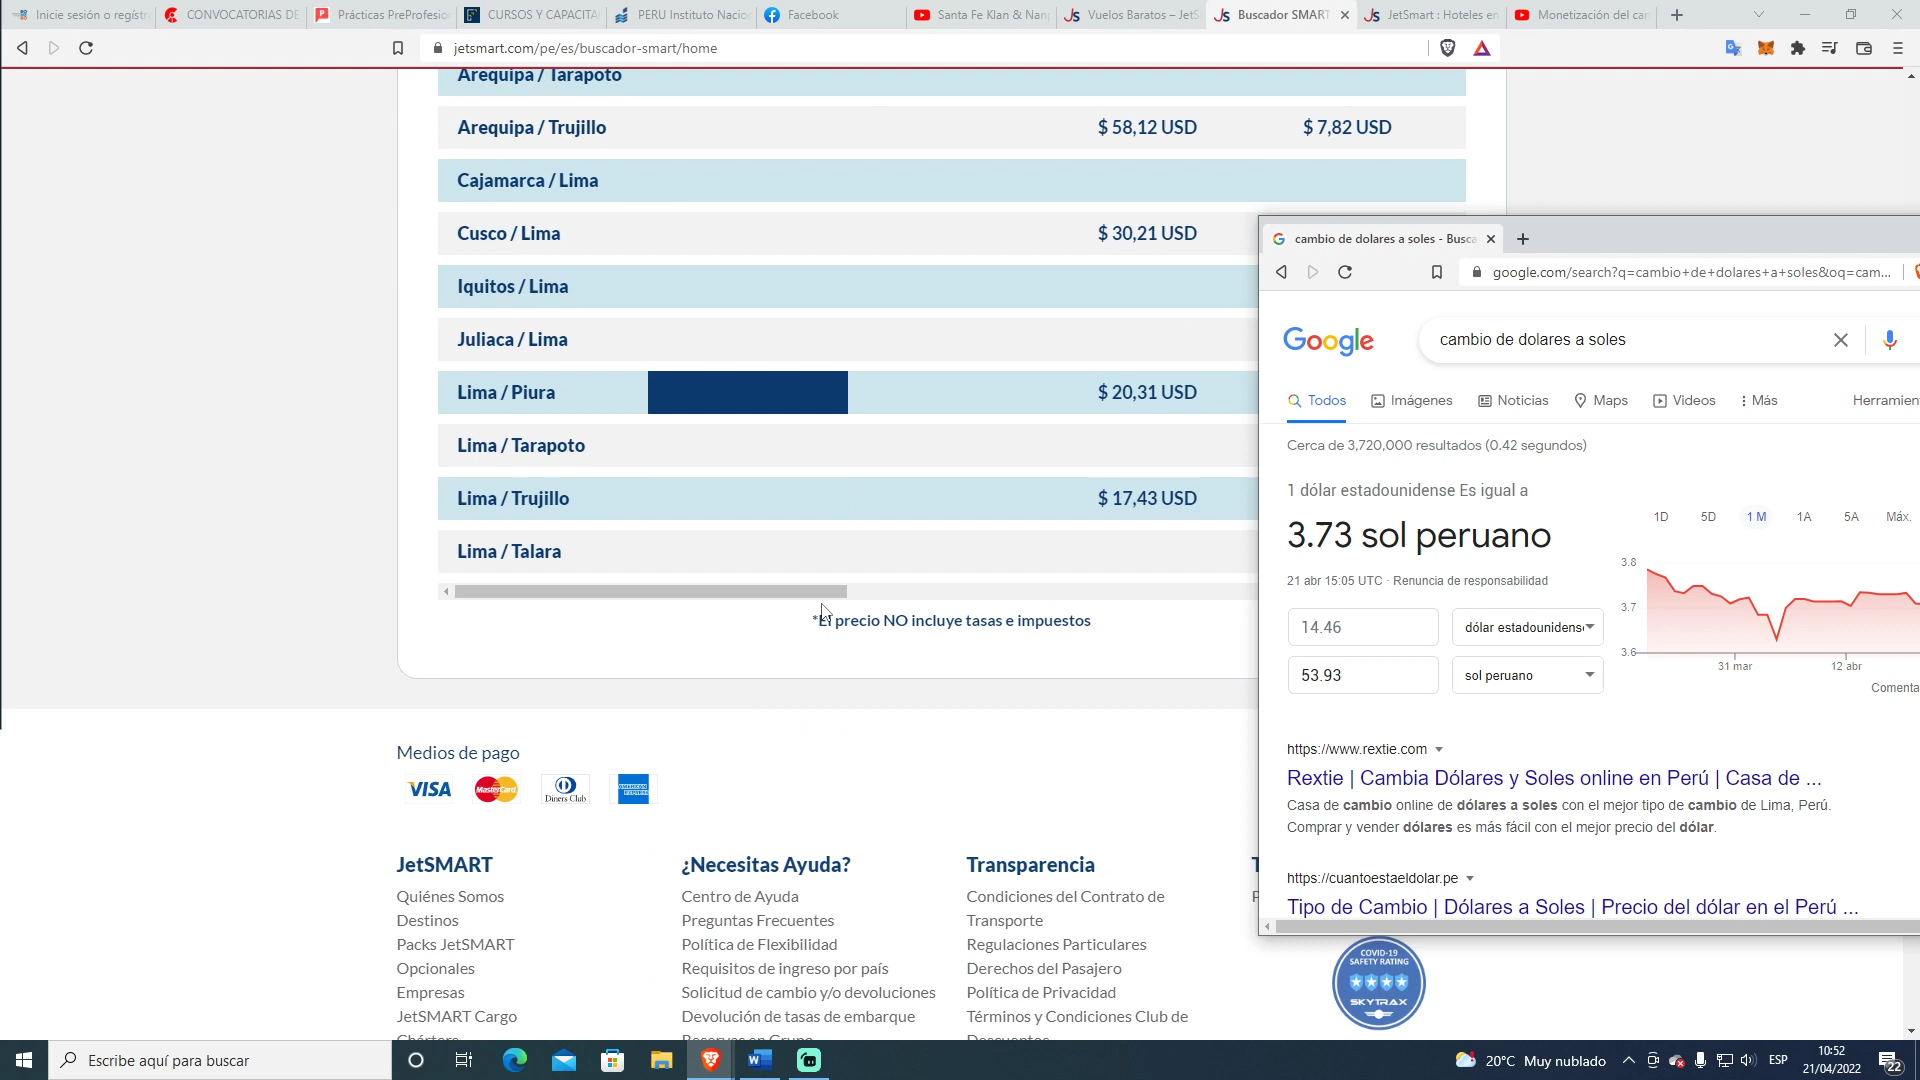 Inicie sesión o registr
CONVOCATORIAS DE
Prácticas PreProfesio
CURSOS Y CAPACITA
PERU Instituto Nacio
Facebook
Santa Fe Klan & Nan
Vuelos Baratos – JetS
Buscador SMART
JetSmart : Hoteles en
Monetización del can
jetsmart.com/pe/es/buscador-smart/home
Arequipa / Tarapoto
Arequipa / Trujillo $ 58,12 USD $ 7,82 USD
Cajamarca / Lima
Cusco / Lima $ 30,21 USD
Iquitos / Lima
Juliaca / Lima
Lima / Piura $ 20,31 USD
Lima / Tarapoto
Lima / Trujillo $ 17,43 USD
Lima / Talara
*El precio NO incluye tasas e impuestos
Medios de pago
VISA MasterCard Diners Club AMERICAN EXPRESS
JetSMART
Quiénes Somos
Destinos
Packs JetSMART
Opcionales
Empresas
JetSMART Cargo
Chárters
¿Necesitas Ayuda?
Centro de Ayuda
Preguntas Frecuentes
Política de Flexibilidad
Requisitos de ingreso por país
Solicitud de cambio y/o devoluciones
Devolución de tasas de embarque
Reservas en Grupo
Transparencia
Condiciones del Contrato de
Transporte
Regulaciones Particulares
Derechos del Pasajero
Política de Privacidad
Términos y Condiciones Club de
Descuentos
COVID-19
SAFETY RATING
SKYTRAX
cambio de dolares a soles - Busca
google.com/search?q=cambio+de+dolares+a+soles&oq=cam...
Google
cambio de dolares a soles
Todos Imágenes Noticias Maps Videos Más Herramien
Cerca de 3,720,000 resultados (0.42 segundos)
1 dólar estadounidense Es igual a
3.73 sol peruano
21 abr 15:05 UTC · Renuncia de responsabilidad
14.46 dólar estadounidens
53.93 sol peruano
1D 5D 1 M 1A 5A Máx.
3.8
3.7
3.6
31 mar 12 abr
Comenta
https://www.rextie.com
Rextie | Cambia Dólares y Soles online en Perú | Casa de ...
Casa de cambio online de dólares a soles con el mejor tipo de cambio de Lima, Perú.
Comprar y vender dólares es más fácil con el mejor precio del dólar.
https://cuantoestaeldolar.pe
Tipo de Cambio | Dólares a Soles | Precio del dólar en el Perú ...
Escribe aquí para buscar
20°C Muy nublado
ESP
10:52
21/04/2022
22